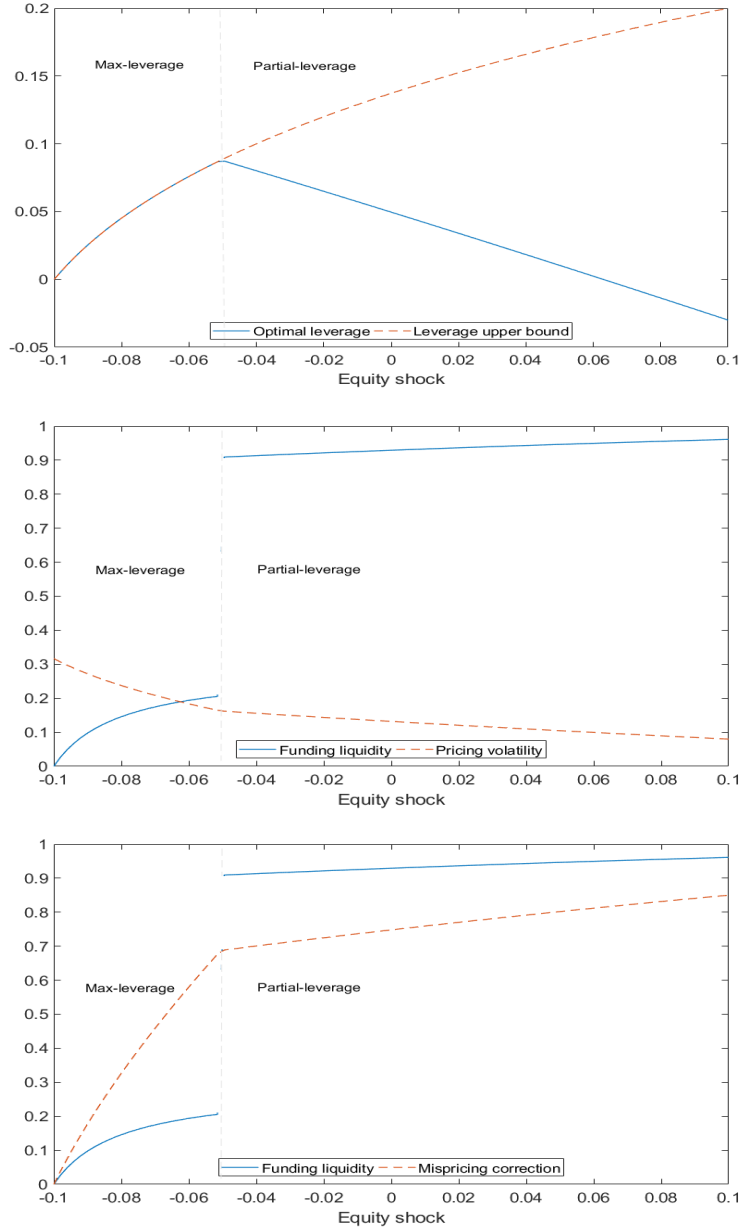 0.2
Max-leverage Partial-leverage
0.15
0.1
0.05
0
Optimal leverage Leverage upper bound
-0.05
-0.1 -0.08 -0.06 -0.04 -0.02 0 0.02 0.04 0.06 0.08 0.1
Equity shock
1
0.9
0.8
0.7
0.6
Max-leverage Partial-leverage
0.5
0.4
0.3
0.2
0.1
Funding liquidity Pricing volatility
0
-0.1 -0.08 -0.06 -0.04 -0.02 0 0.02 0.04 0.06 0.08 0.1
Equity shock
1
0.9
0.8
0.7
0.6
Max-leverage Partial-leverage
0.5
0.4
0.3
0.2
0.1
Funding liquidity Mispricing correction
0
-0.1 -0.08 -0.06 -0.04 -0.02 0 0.02 0.04 0.06 0.08 0.1
Equity shock